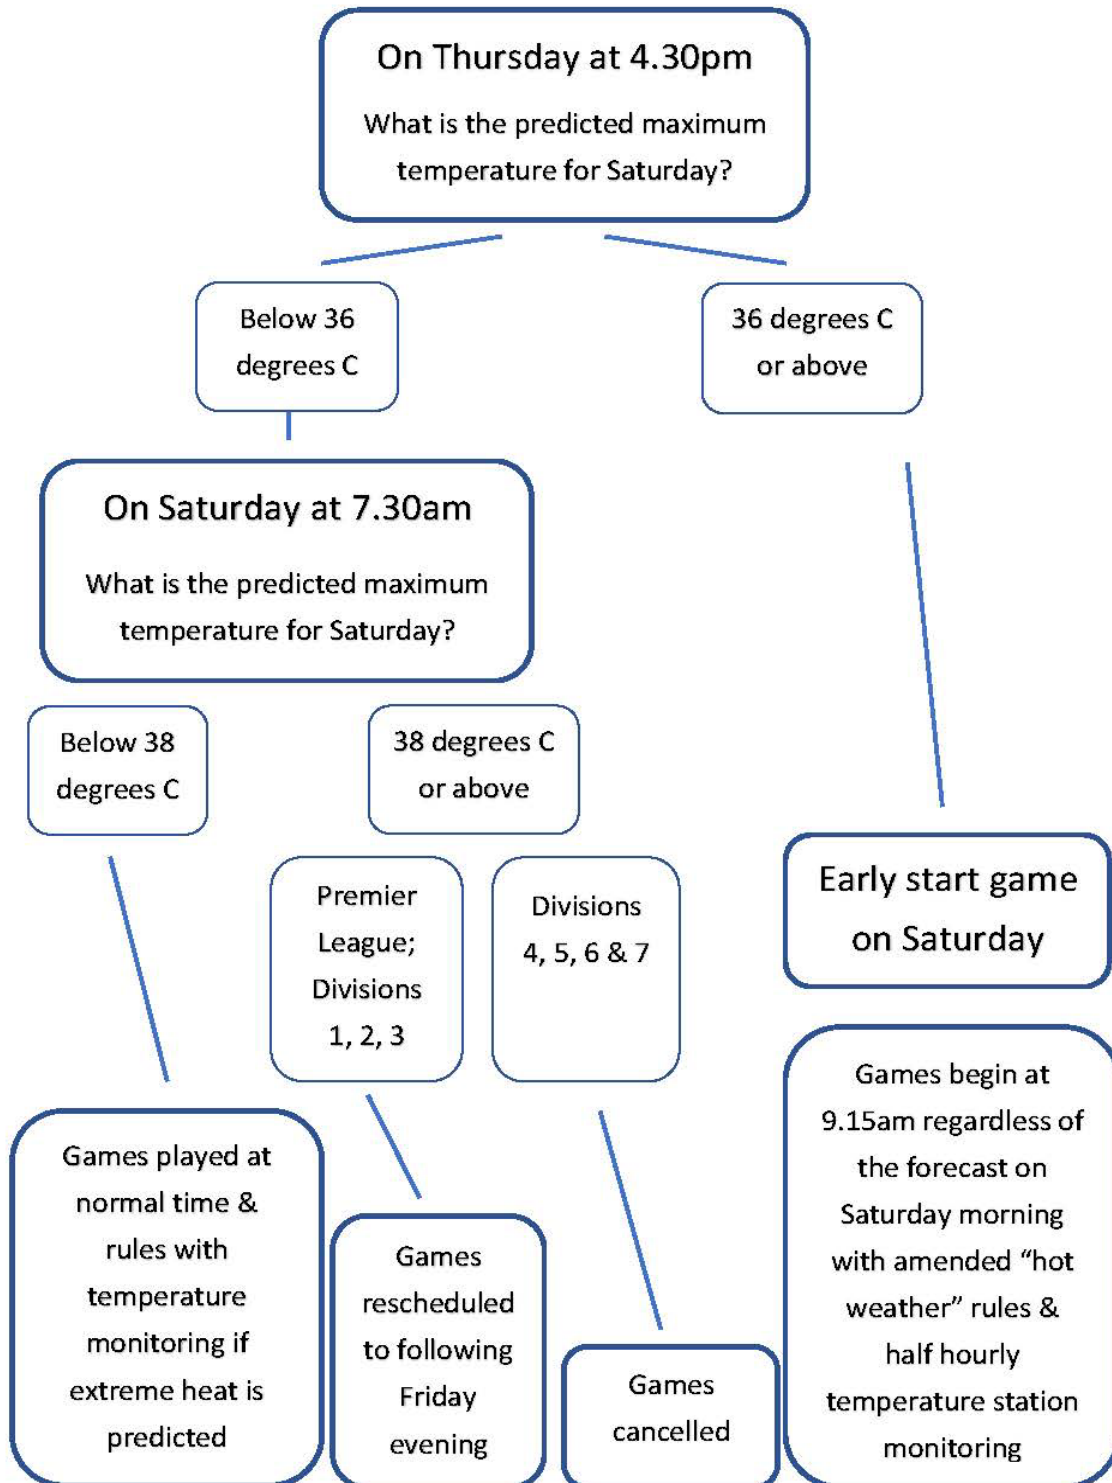 On Thursday at 4.30pm
What is the predicted maximum
temperature for Saturday?
Below 36
degrees C
36 degrees C
or above
On Saturday at 7.30am
What is the predicted maximum
temperature for Saturday?
Below 38
degrees C
38 degrees C
or above
Premier
League;
Divisions
1, 2, 3
Divisions
4, 5, 6 & 7
Early start game
on Saturday
Games played at
normal time &
rules with
temperature
monitoring if
extreme heat is
predicted
Games
rescheduled
to following
Friday
evening
Games
cancelled
Games begin at
9.15am regardless of
the forecast on
Saturday morning
with amended “hot
weather” rules &
half hourly
temperature station
monitoring